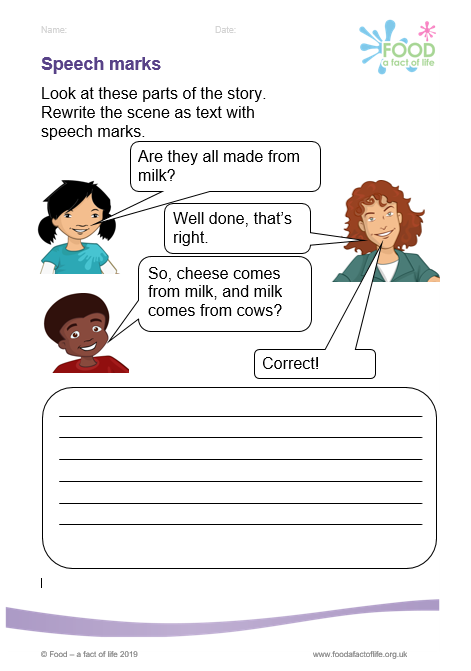 Name:
Date:
FOOD
a fact of life
Speech marks
Look at these parts of the story.
Rewrite the scene as text with
speech marks.
Are they all made from
milk?
Well done, that's
right.
So, cheese comes
from milk, and milk
comes from cows?
Correct!
© Food – a fact of life 2019
www.foodafactoflife.org.uk